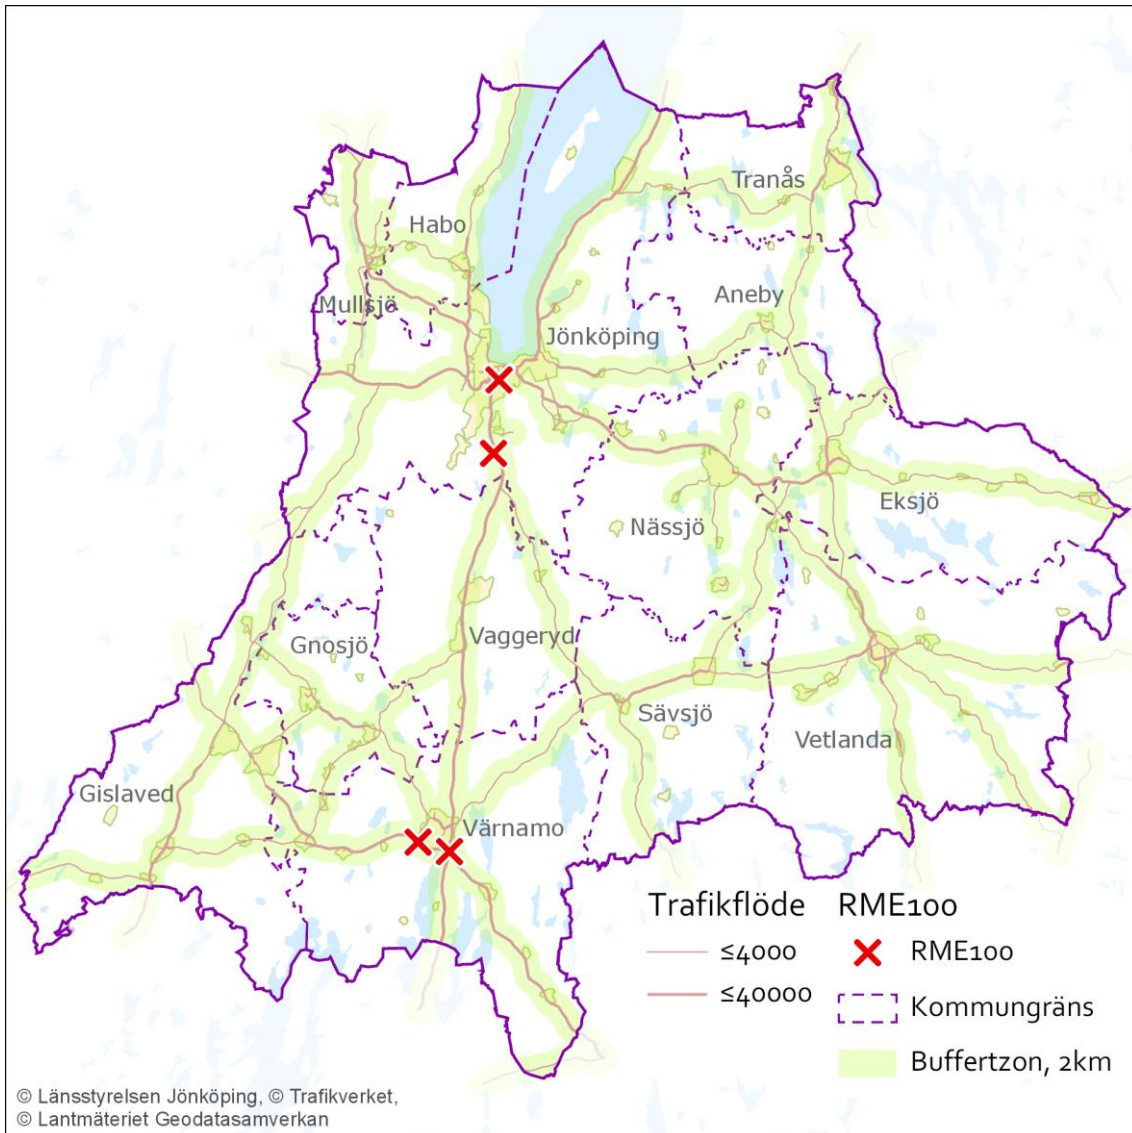 Tranås
Habo
Mullsjö
Aneby
Jönköping
Eksjö
Nässjö
Gnosjö
Vaggeryd
Sävsjö
Vetlanda
Gislaved
Värnamo
Trafikflöde RME100
≤4000
RME100
≤40000
Kommungräns
Buffertzon, 2km
© Länsstyrelsen Jönköping, © Trafikverket,
© Lantmäteriet Geodatasamverkan